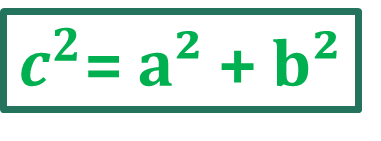 c² = a² + b²